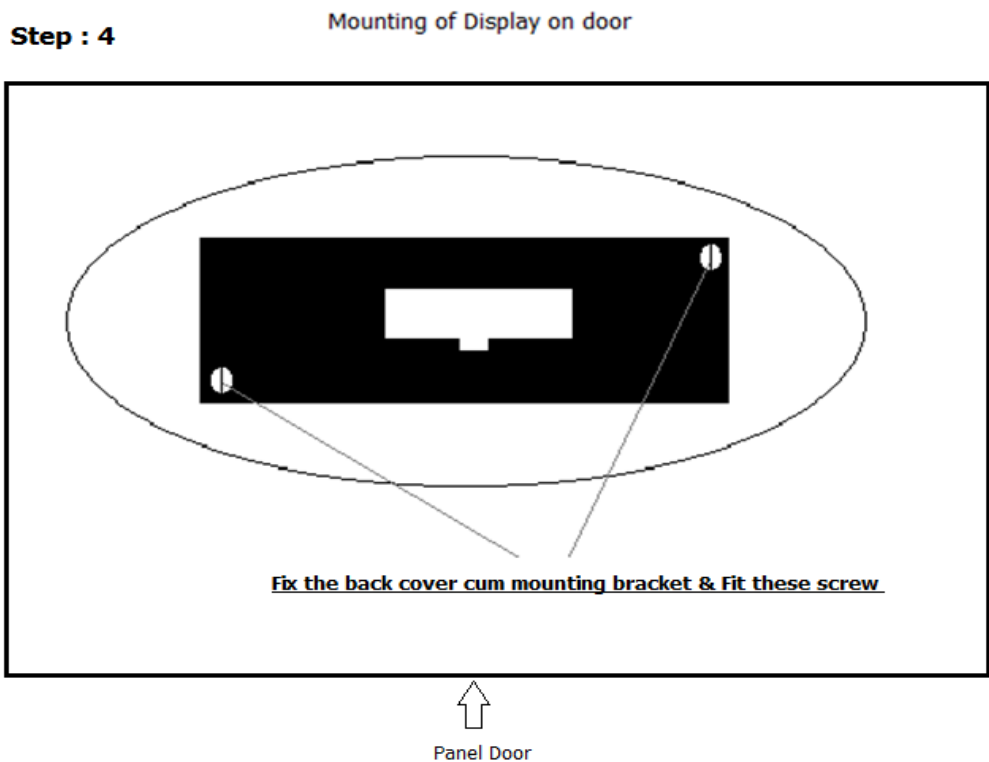 Mounting of Display on door
Step : 4
Fix the back cover cum mounting bracket & Fit these screw
Panel Door